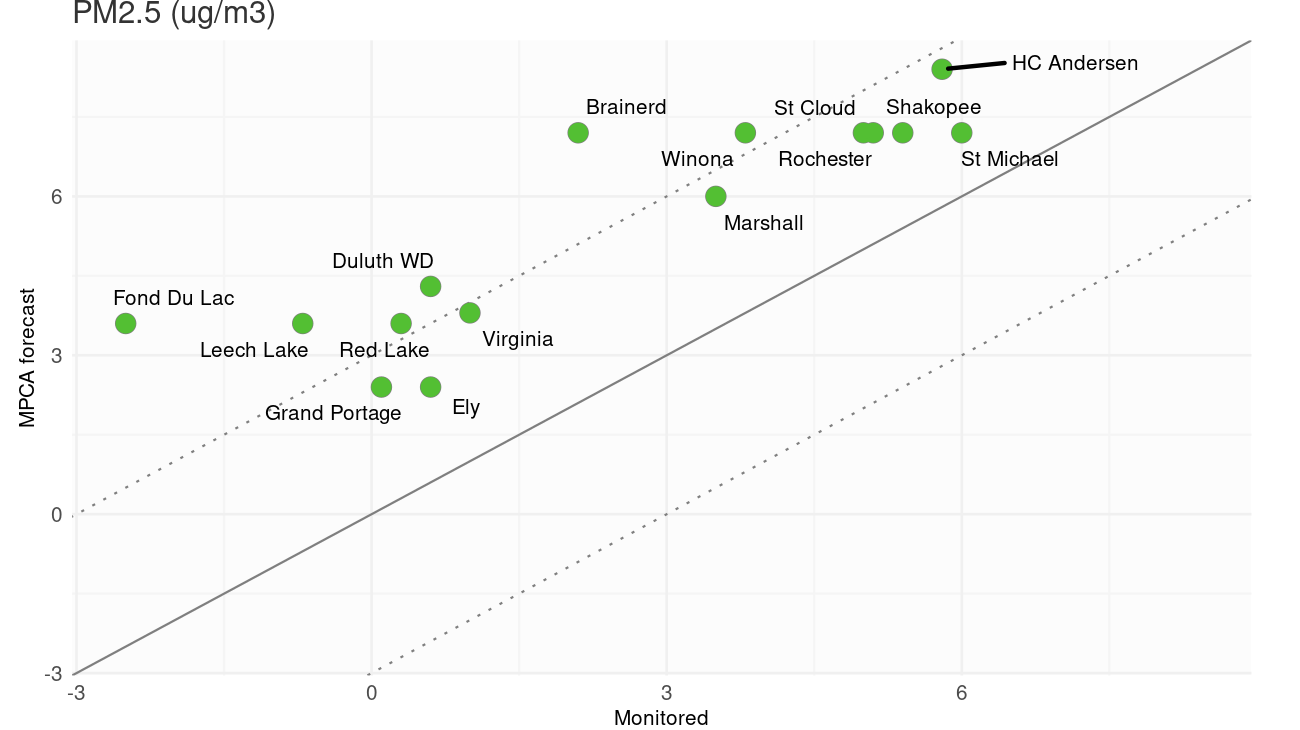 PM2.5 (ug/m3)
HC Andersen
Brainerd
St Cloud
Shakopee
Winona
Rochester
St Michael
6
Marshall
Duluth WD
Fond Du Lac
Virginia
Leech Lake
Red Lake
3
Ely
Grand Portage
MPCA forecast
0
-3
-3
0
3
6
Monitored